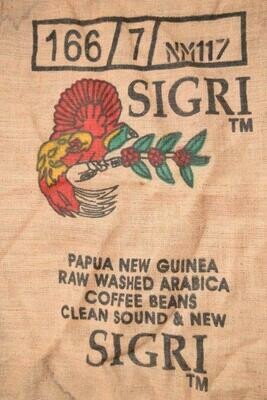 166/7/NM117
SIGRI
TM
PAPUA NEW GUINEA
RAW WASHED ARABICA
COFFEE BEANS
CLEAN SOUND & NEW
SIGRI
TM